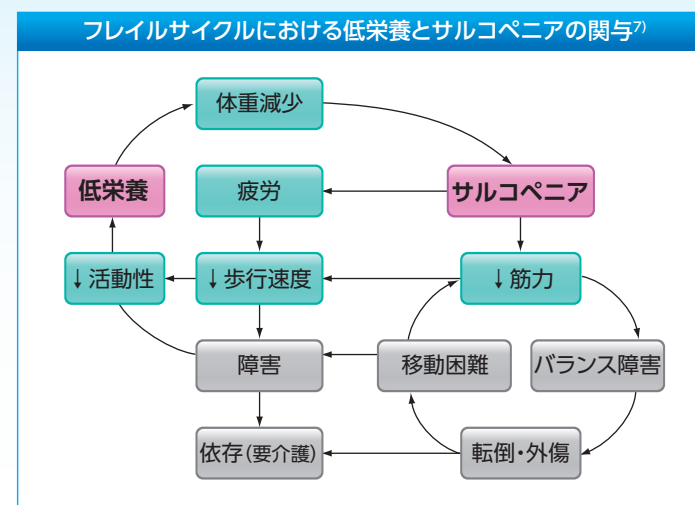 フレイルサイクルにおける低栄養とサルコペニアの関与7)
体重減少
低栄養
疲労
サルコペニア
↓活動性
↓歩行速度
↓筋力
障害
移動困難
バランス障害
依存(要介護)
転倒・外傷